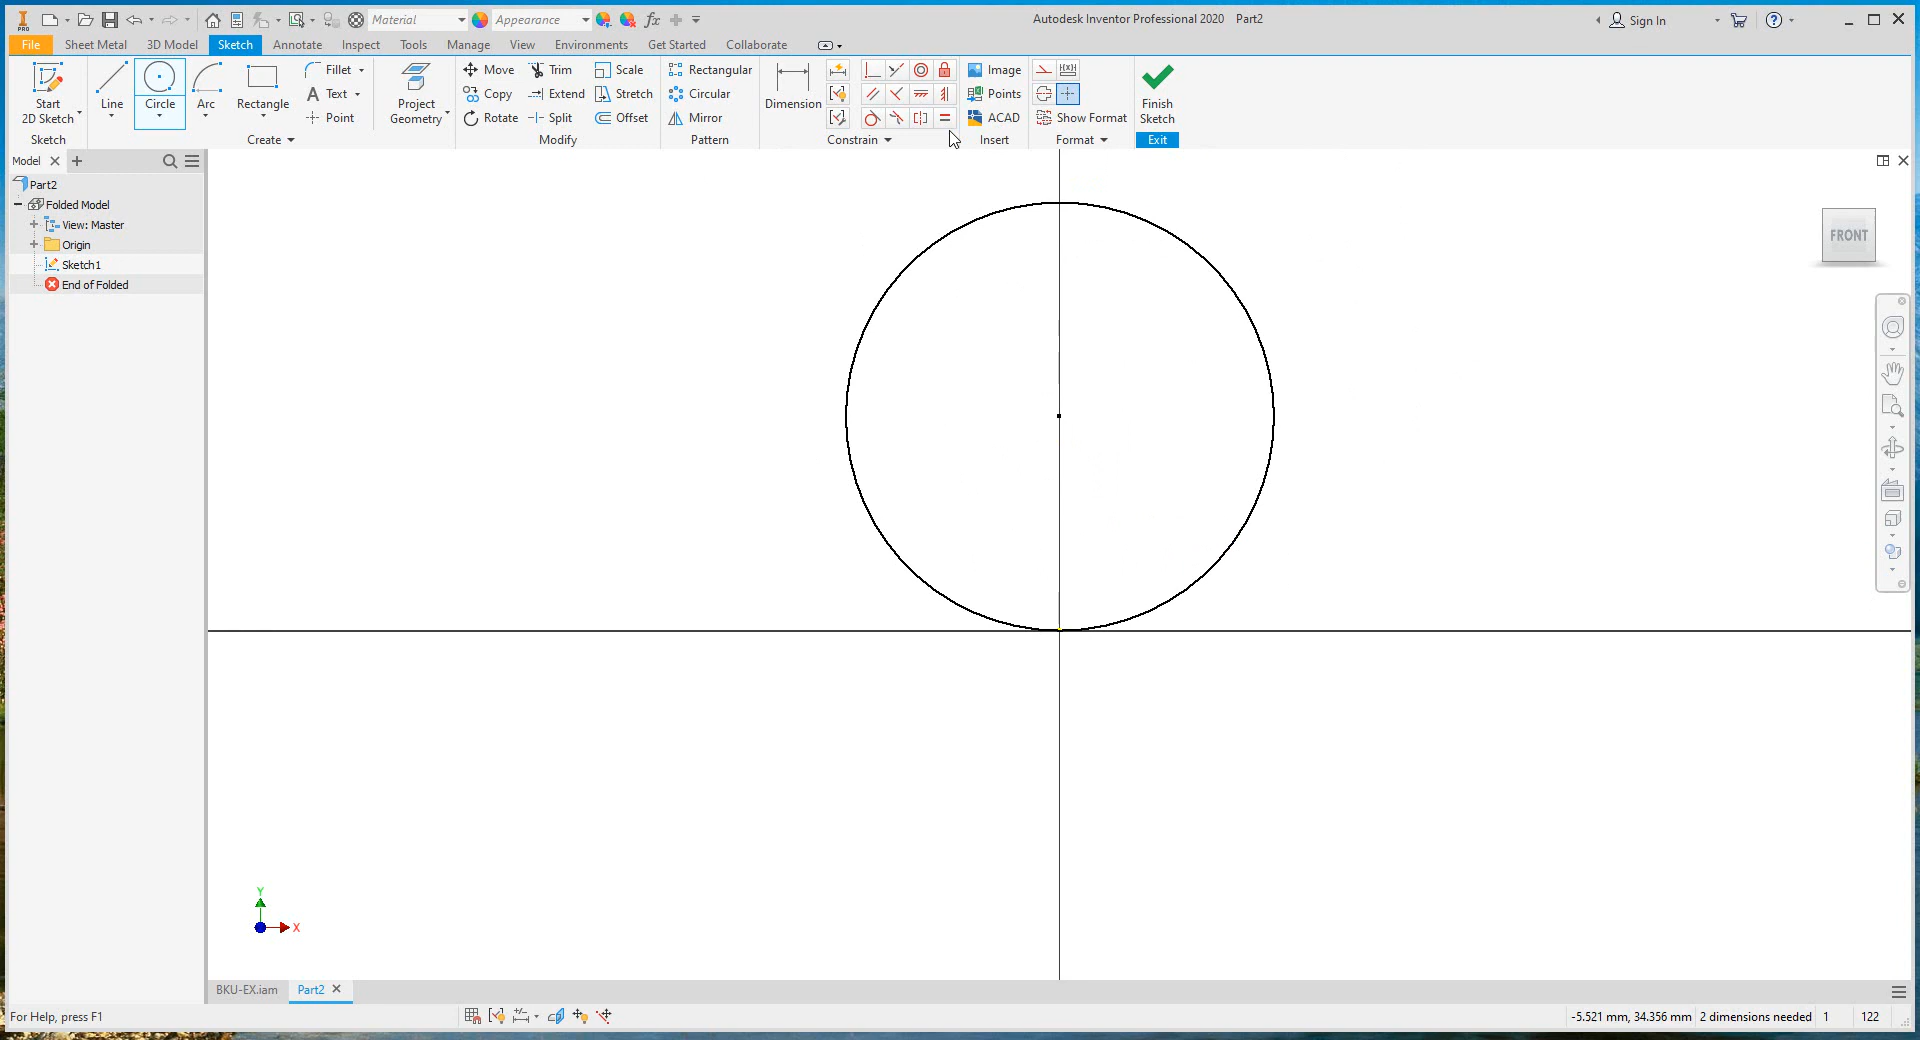 PRO
Material
Appearance
fx
Autodesk Inventor Professional 2020 Part2
Sign In
File
Sheet Metal
3D Model
Sketch
Annotate
Inspect
Tools
Manage
View
Environments
Get Started
Collaborate
Start
2D Sketch
Line
Circle
Arc
Rectangle
Fillet
Text
Point
Project
Geometry
Move
Copy
Rotate
Trim
Extend
Split
Scale
Stretch
Offset
Rectangular
Circular
Mirror
Dimension
Image
Points
ACAD
Show Format
Finish
Sketch
Sketch
Create
Modify
Pattern
Constrain
Insert
Format
Exit
Model
Part2
Folded Model
View: Master
Origin
Sketch1
End of Folded
FRONT
Y
X
BKU-EX.iam
Part2
For Help, press F1
-5.521 mm, 34.356 mm
2 dimensions needed
1
122